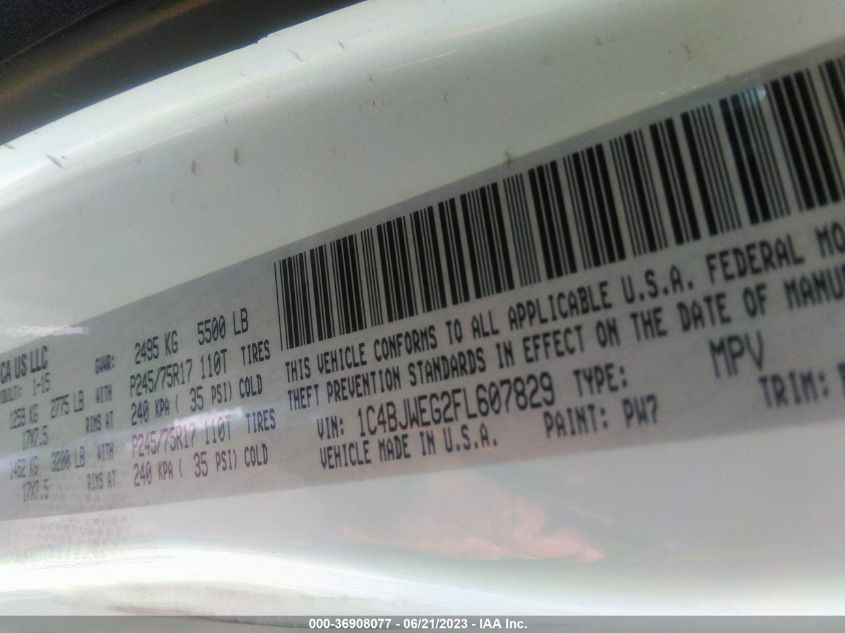 CA US LLC GVWR: 2495 KG 5500 LB
1-15
1259 KG 2775 LB WITH P245/75R17 110T TIRES
17X7.5 RIMS AT 240 KPA ( 35 PSI) COLD
1452 KG 3200 LB WITH P245/75R17 110T TIRES
17X7.5 RIMS AT 240 KPA ( 35 PSI) COLD
THIS VEHICLE CONFORMS TO ALL APPLICABLE U.S.A. FEDERAL MO
THEFT PREVENTION STANDARDS IN EFFECT ON THE DATE OF MANU
VIN: 1C4BJWEG2FL607829 TYPE: MPV
VEHICLE MADE IN U.S.A. PAINT: PW7 TRIM:
000-36908077 - 06/21/2023 - IAA Inc.